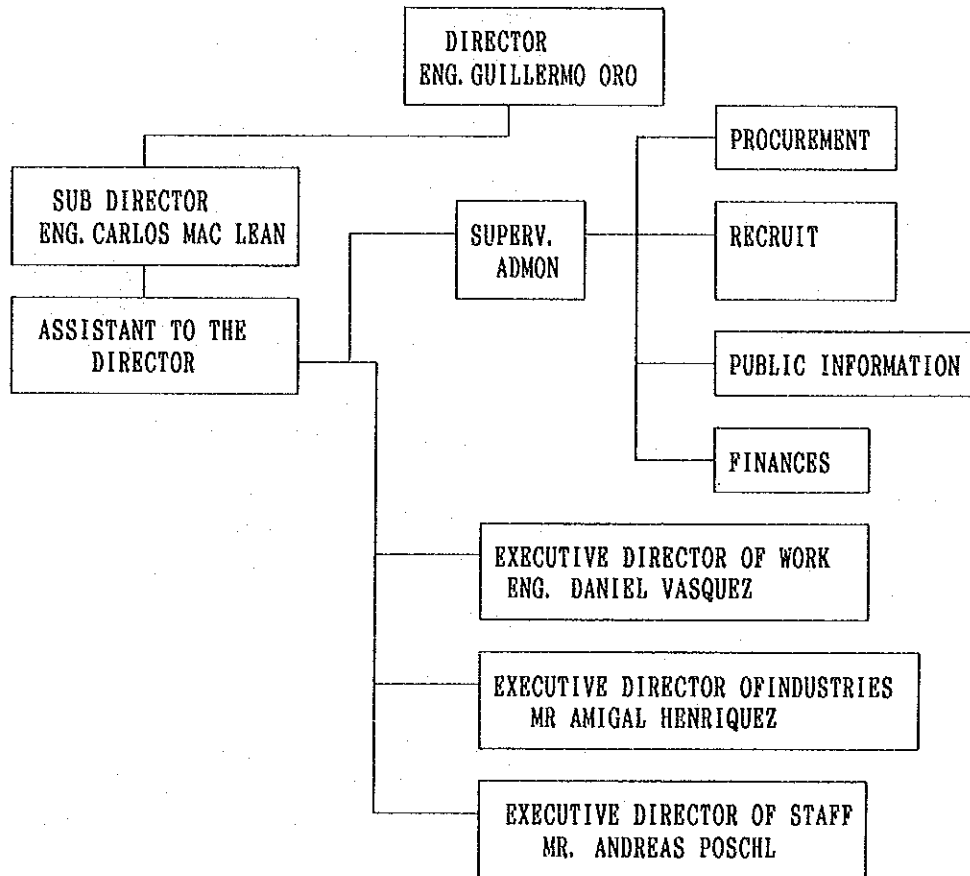 DIRECTOR
ENG. GUILLERMO ORO
SUB DIRECTOR
ENG. CARLOS MAC LEAN
ASSISTANT TO THE
DIRECTOR
SUPERV.
ADMON
PROCUREMENT
RECRUIT
PUBLIC INFORMATION
FINANCES
EXECUTIVE DIRECTOR OF WORK
ENG. DANIEL VASQUEZ
EXECUTIVE DIRECTOR OFINDUSTRIES
MR AMIGAL HENRIQUEZ
EXECUTIVE DIRECTOR OF STAFF
MR. ANDREAS POSCHL